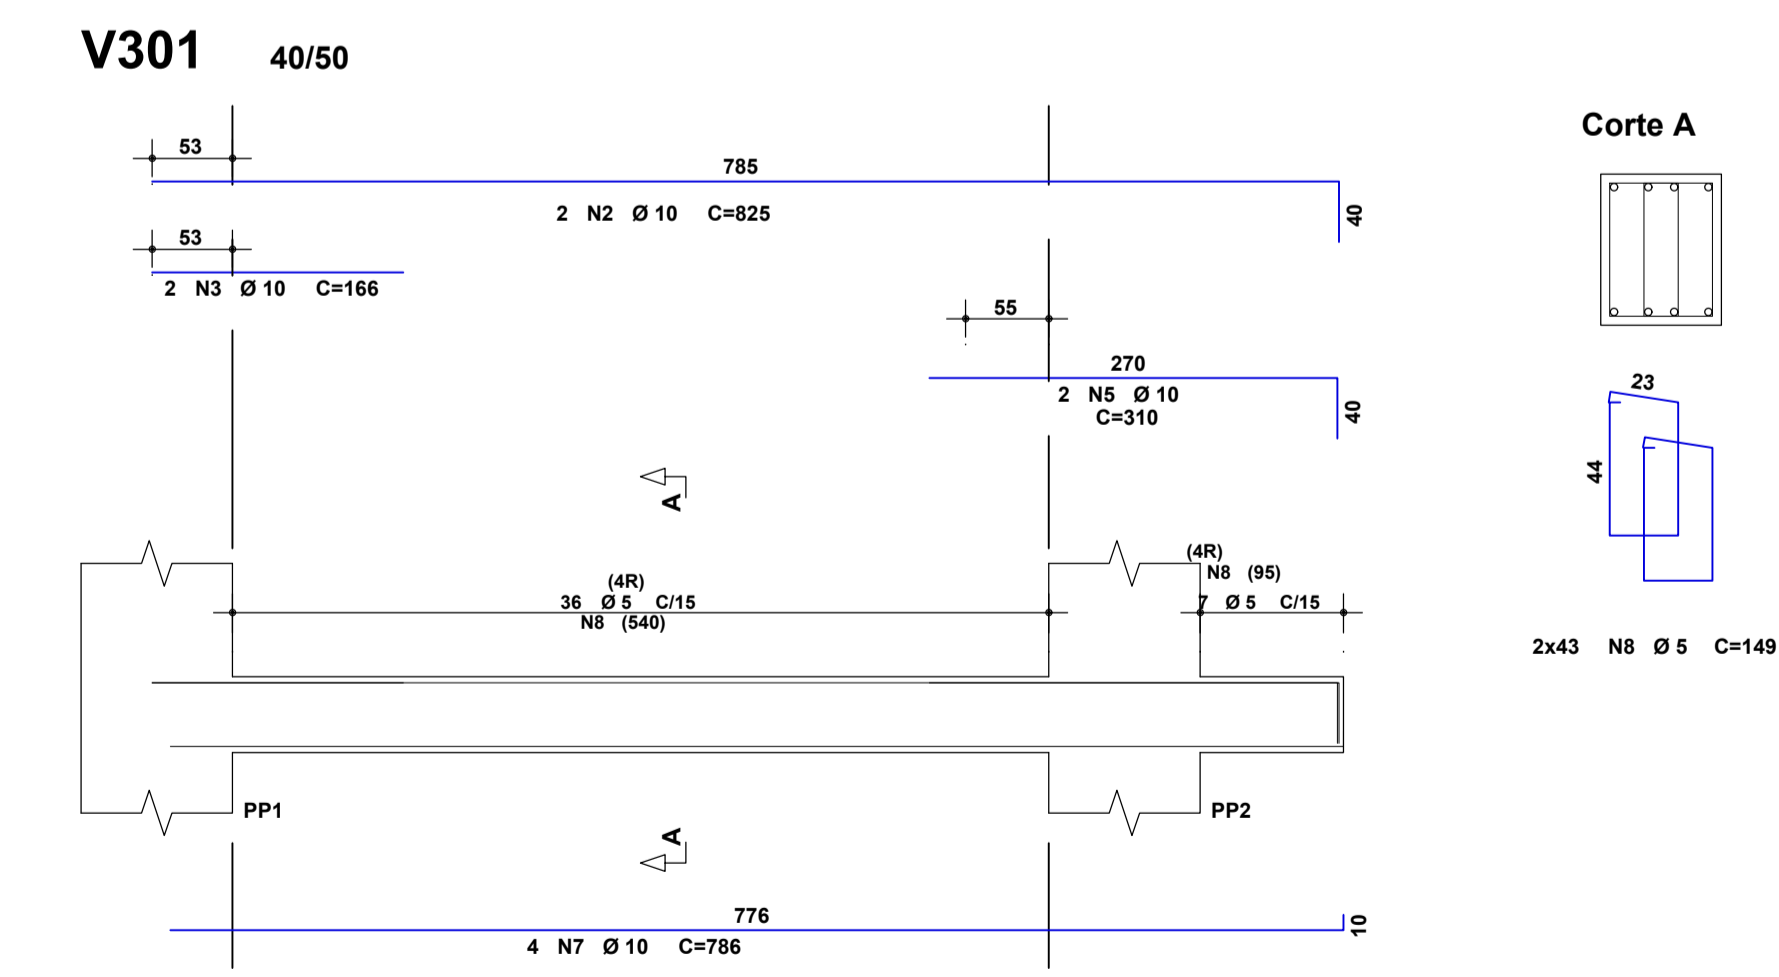 V301 40/50
Corte A
53
785
2 N2 Ø 10 C=825
40
53
2 N3 Ø 10 C=166
55
270
2 N5 Ø 10
C=310
40
23
44
A
(4R)
36 Ø 5 C/15
N8 (540)
(4R)
N8 (95)
7 Ø 5 C/15
2x43 N8 Ø 5 C=149
PP1
PP2
A
776
4 N7 Ø 10 C=786
10